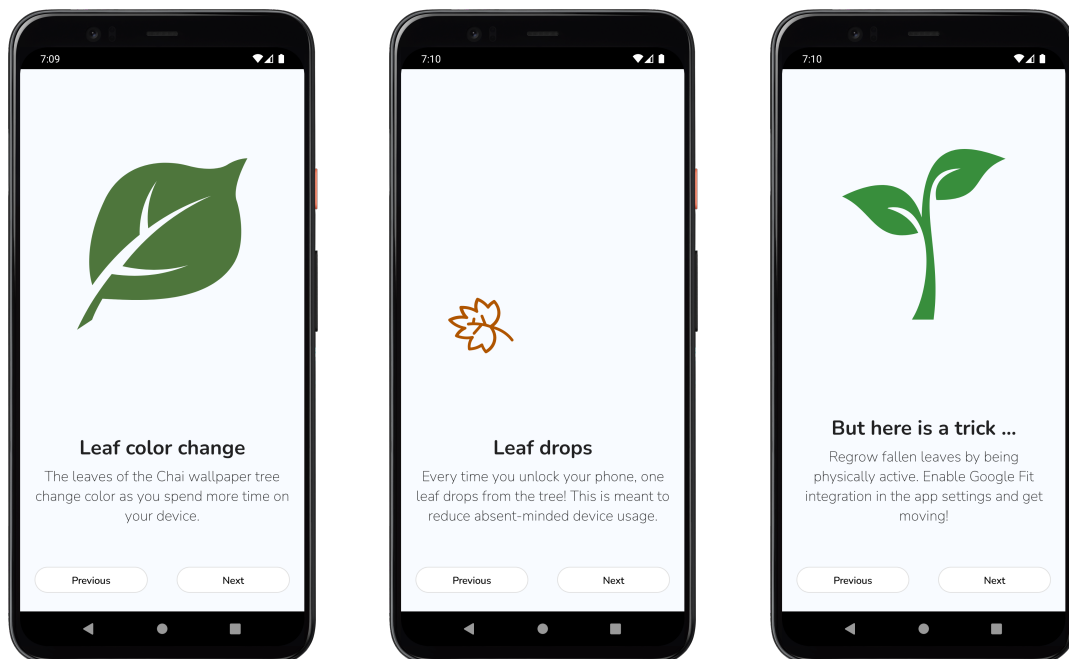 7:09
Leaf color change
The leaves of the Chai wallpaper tree
change color as you spend more time on
your device.
Previous
Next
7:10
Leaf drops
Every time you unlock your phone, one
leaf drops from the tree! This is meant to
reduce absent-minded device usage.
Previous
Next
7:10
But here is a trick ...
Regrow fallen leaves by being
physically active. Enable Google Fit
integration in the app settings and get
moving!
Previous
Next